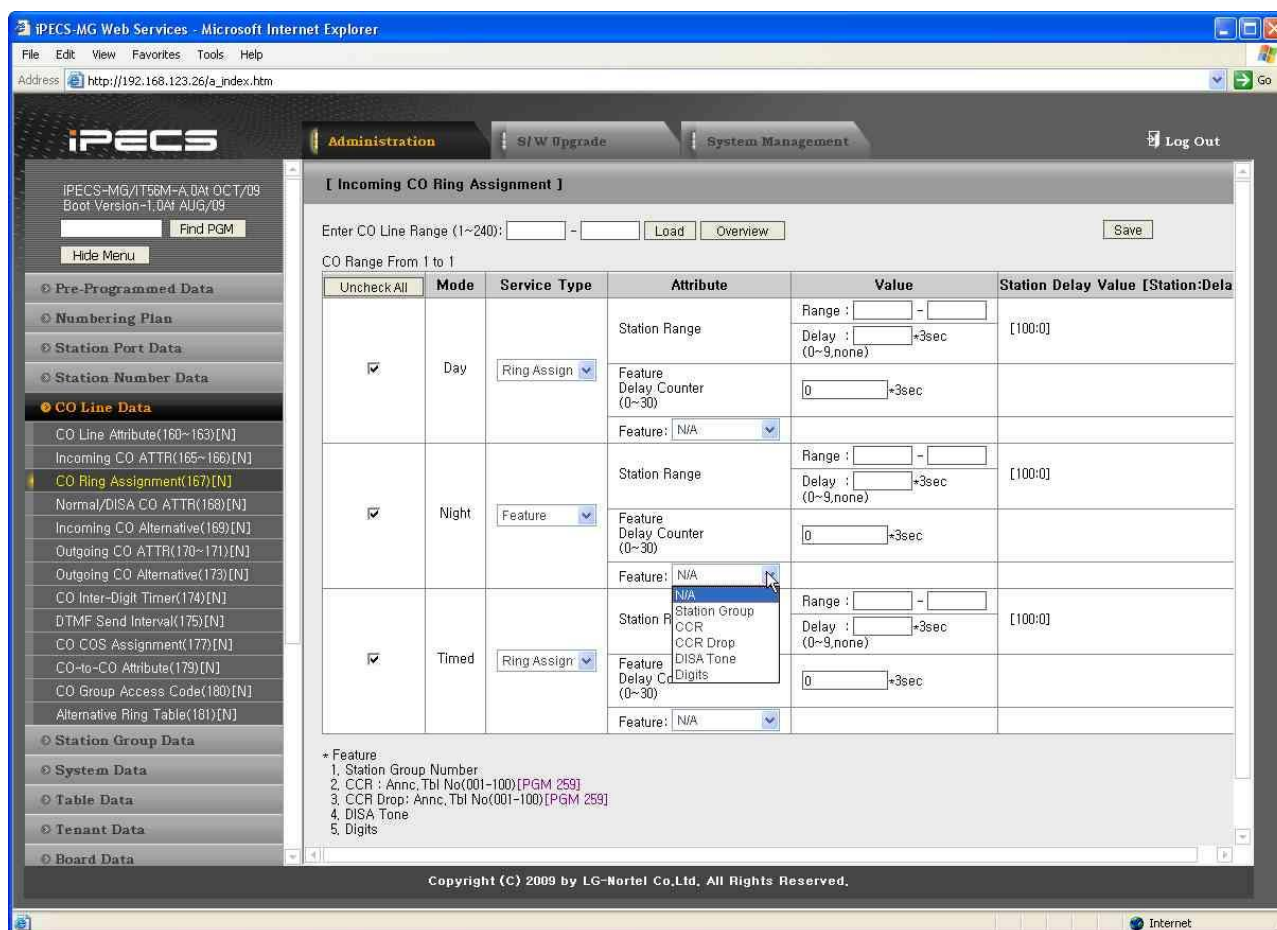 iPECS-MG Web Services - Microsoft Internet Explorer
File Edit View Favorites Tools Help
Address http://192.168.123.26/a_index.htm Go
iPECS
Administration S/W Upgrade System Management Log Out
iPECS-MG/IT56M-A.0At OCT/09
Boot Version-1.0Af AUG/09
Find PGM
Hide Menu
Pre-Programmed Data
Numbering Plan
Station Port Data
Station Number Data
CO Line Data
CO Line Attribute(160~163)[N]
Incoming CO ATTR(165~166)[N]
CO Ring Assignment(167)[N]
Normal/DISA CO ATTR(168)[N]
Incoming CO Alternative(169)[N]
Outgoing CO ATTR(170~171)[N]
Outgoing CO Alternative(173)[N]
CO Inter-Digit Timer(174)[N]
DTMF Send Interval(175)[N]
CO COS Assignment(177)[N]
CO-to-CO Attribute(179)[N]
CO Group Access Code(180)[N]
Alternative Ring Table(181)[N]
Station Group Data
System Data
Table Data
Tenant Data
Board Data
[ Incoming CO Ring Assignment ]
Enter CO Line Range (1~240): - Load Overview Save
CO Range From 1 to 1
Uncheck All Mode Service Type Attribute Value Station Delay Value [Station:Dela
Day Ring Assign
Station Range
Range : -
Delay : *3sec
(0~9,none)
[100:0]
Feature
Delay Counter
(0~30)
0 *3sec
Feature: N/A
Night Feature
Station Range
Range : -
Delay : *3sec
(0~9,none)
[100:0]
Feature
Delay Counter
(0~30)
0 *3sec
Feature: N/A
N/A
Station Group
CCR
CCR Drop
DISA Tone
Digits
Timed Ring Assign
Station R
Range : -
Delay : *3sec
(0~9,none)
[100:0]
Feature
Delay Co
(0~30)
0 *3sec
Feature: N/A
* Feature
1. Station Group Number
2. CCR : Annc.Tbl No(001-100)[PGM 259]
3. CCR Drop: Annc.Tbl No(001-100)[PGM 259]
4. DISA Tone
5. Digits
Copyright (C) 2009 by LG-Nortel Co.Ltd. All Rights Reserved.
Internet